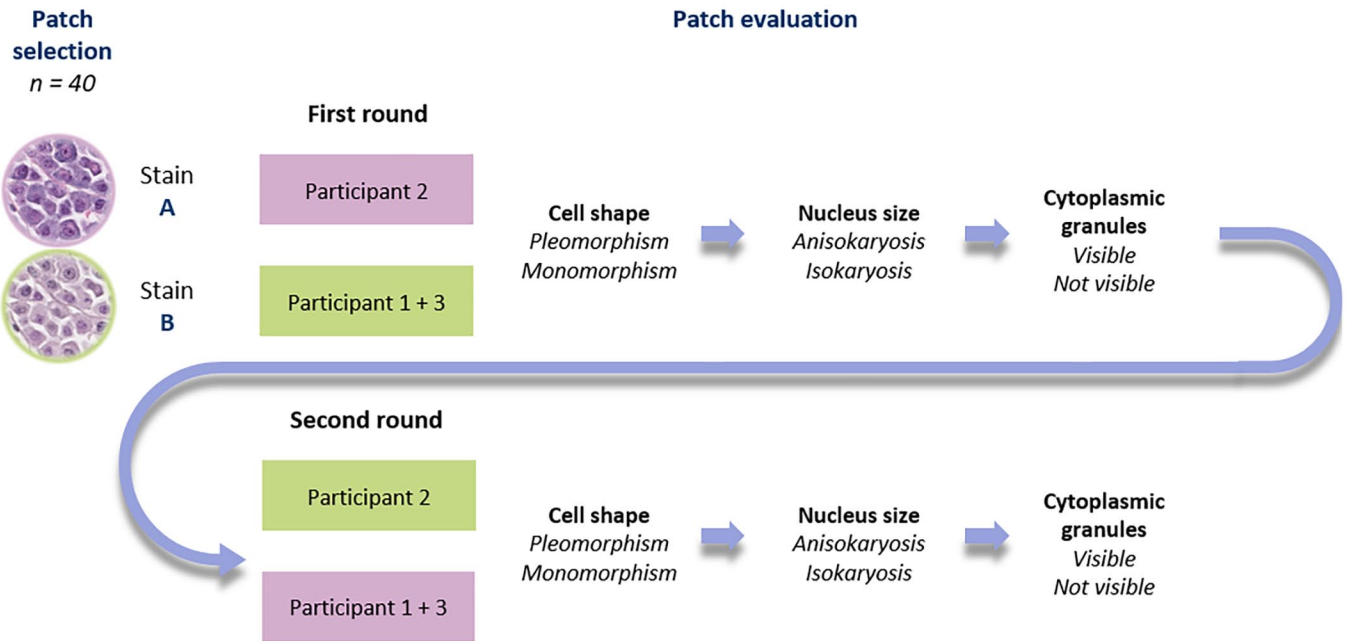 Patch
selection
n = 40
Patch evaluation
First round
Stain
A
Participant 2
Stain
B
Participant 1 + 3
Cell shape
Pleomorphism
Monomorphism
Nucleus size
Anisokaryosis
Isokaryosis
Cytoplasmic
granules
Visible
Not visible
Second round
Participant 2
Participant 1 + 3
Cell shape
Pleomorphism
Monomorphism
Nucleus size
Anisokaryosis
Isokaryosis
Cytoplasmic
granules
Visible
Not visible